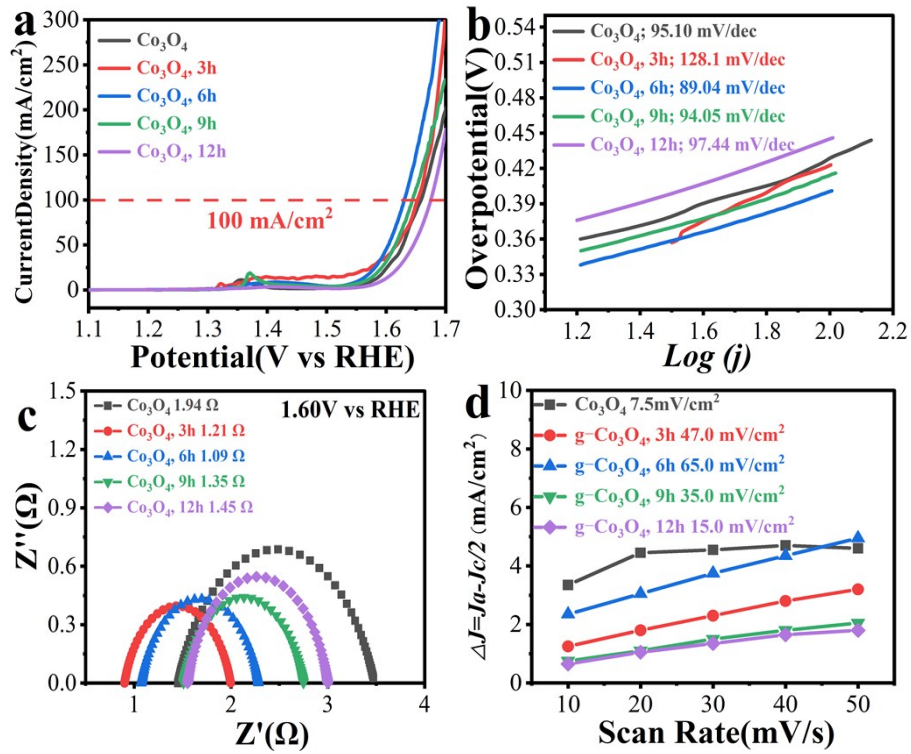 a
CurrentDensity(mA/cm²)
300
250
200
150
100
50
0
Co₃O₄
Co₃O₄, 3h
Co₃O₄, 6h
Co₃O₄, 9h
Co₃O₄, 12h
100 mA/cm²
1.1 1.2 1.3 1.4 1.5 1.6 1.7
Potential(V vs RHE)
b
Overpotential(V)
0.54
0.51
0.48
0.45
0.42
0.39
0.36
0.33
0.30
Co₃O₄; 95.10 mV/dec
Co₃O₄, 3h; 128.1 mV/dec
Co₃O₄, 6h; 89.04 mV/dec
Co₃O₄, 9h; 94.05 mV/dec
Co₃O₄, 12h; 97.44 mV/dec
1.2 1.4 1.6 1.8 2.0 2.2
Log (j)
c
Z''(Ω)
1.5
1.2
0.9
0.6
0.3
0.0
Co₃O₄ 1.94 Ω
Co₃O₄, 3h 1.21 Ω
Co₃O₄, 6h 1.09 Ω
Co₃O₄, 9h 1.35 Ω
Co₃O₄, 12h 1.45 Ω
1.60V vs RHE
1 2 3 4
Z'(Ω)
d
ΔJ=Ja-Jc/2 (mA/cm²)
10
8
6
4
2
0
Co₃O₄ 7.5mV/cm²
g−Co₃O₄, 3h 47.0 mV/cm²
g−Co₃O₄, 6h 65.0 mV/cm²
g−Co₃O₄, 9h 35.0 mV/cm²
g−Co₃O₄, 12h 15.0 mV/cm²
10 20 30 40 50
Scan Rate(mV/s)